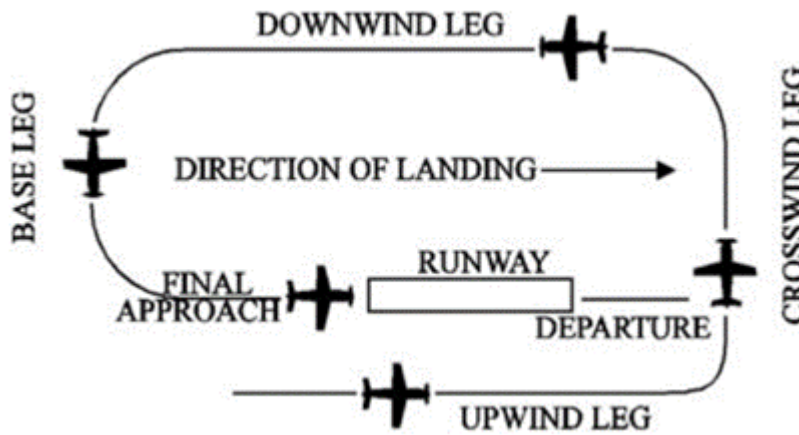 DOWNWIND LEG
BASE LEG
CROSSWIND LEG
DIRECTION OF LANDING
RUNWAY
FINAL
APPROACH
DEPARTURE
UPWIND LEG